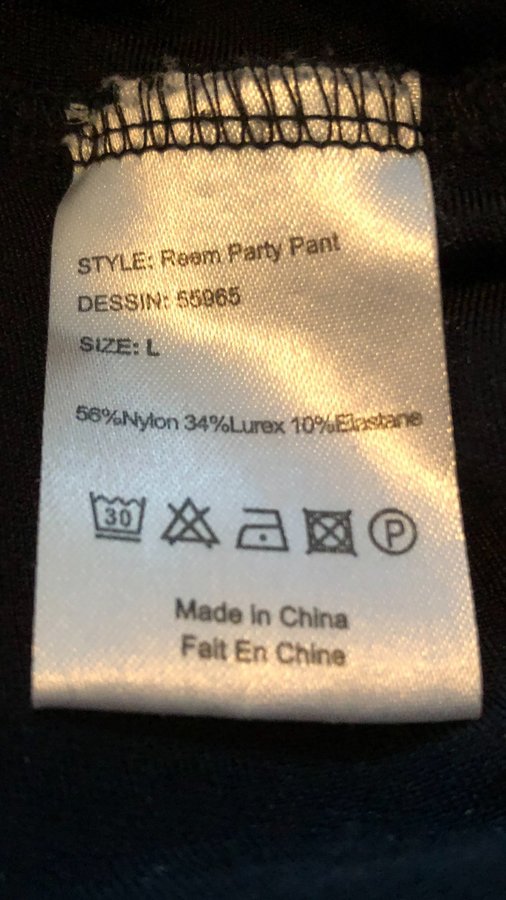 STYLE: Reem Party Pant
DESSIN: 55965
SIZE: L
56%Nylon 34%Lurex 10%Elastane
30 P
Made in China
Fait En Chine